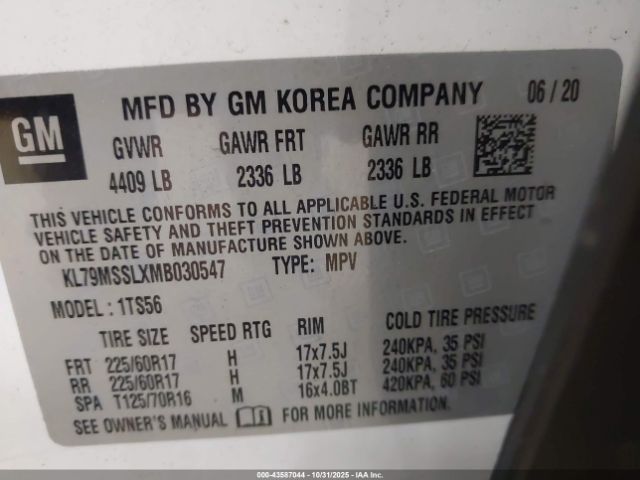 GM
MFD BY GM KOREA COMPANY 06 / 20
GVWR GAWR FRT GAWR RR
4409 LB 2336 LB 2336 LB
THIS VEHICLE CONFORMS TO ALL APPLICABLE U.S. FEDERAL MOTOR
VEHICLE SAFETY AND THEFT PREVENTION STANDARDS IN EFFECT
ON THE DATE OF MANUFACTURE SHOWN ABOVE.
KL79MSSLXMB030547 TYPE: MPV
MODEL : 1TS56
TIRE SIZE SPEED RTG RIM COLD TIRE PRESSURE
FRT 225/60R17 H 17x7.5J 240KPA, 35 PSI
RR 225/60R17 H 17x7.5J 240KPA, 35 PSI
SPA T125/70R16 M 16x4.0BT 420KPA, 60 PSI
SEE OWNER'S MANUAL FOR MORE INFORMATION.
000-43587044 - 10/31/2025 - Copyright IAA, Inc